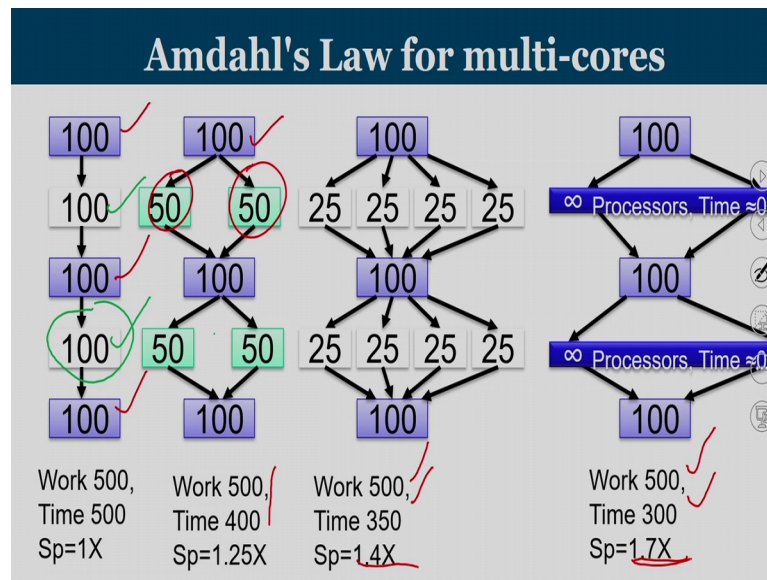 Amdahl's Law for multi-cores
100 100 100 100
100 50 50 25 25 25 25 ∞ Processors, Time ≈0
100 100 100 100
100 50 50 25 25 25 25 ∞ Processors, Time ≈0
100 100 100 100
Work 500,
Time 500
Sp=1X
Work 500,
Time 400
Sp=1.25X
Work 500,
Time 350
Sp=1.4X
Work 500,
Time 300
Sp=1.7X